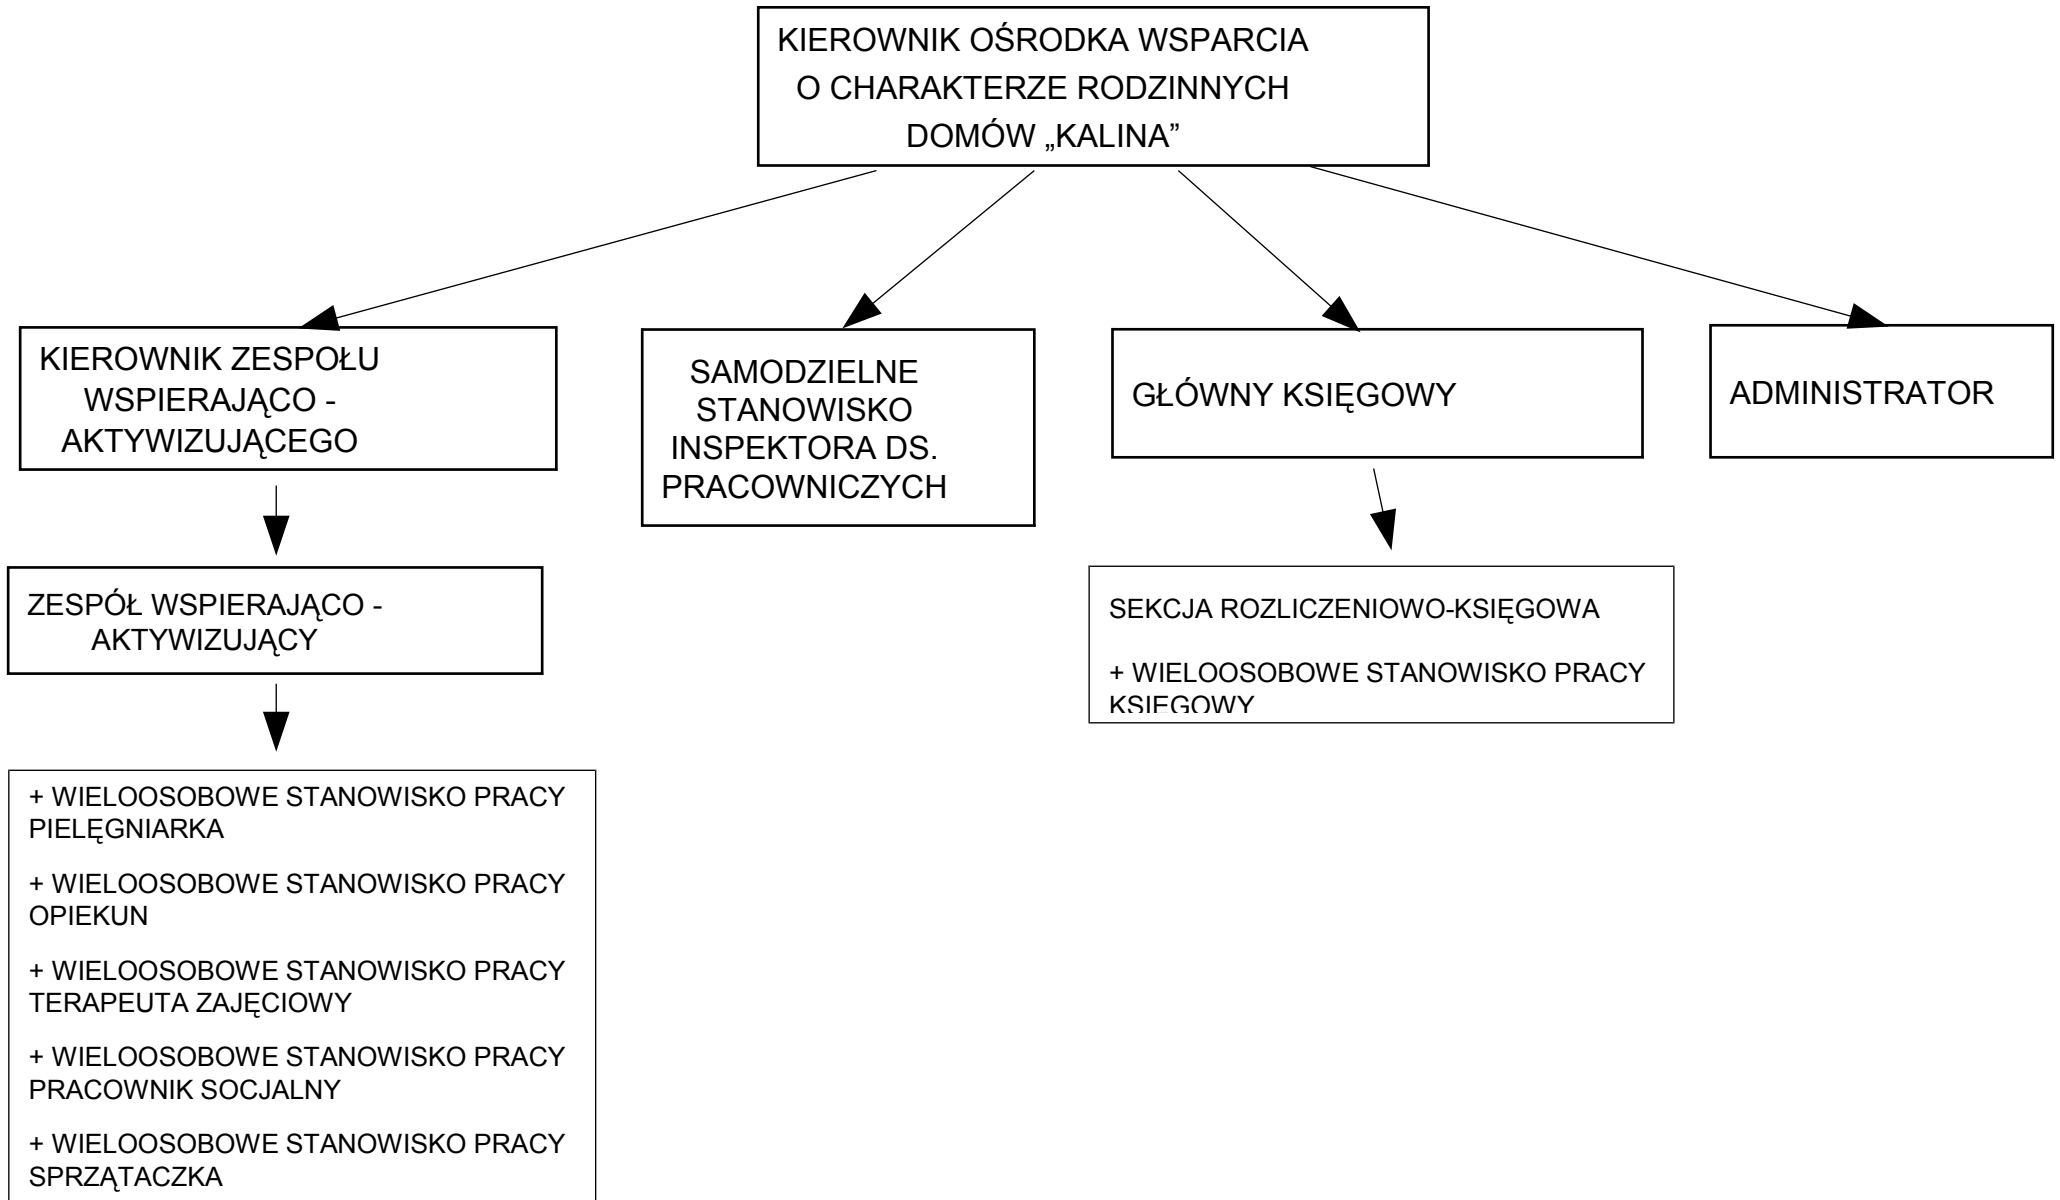 KIEROWNIK OŚRODKA WSPARCIA
O CHARAKTERZE RODZINNYCH
DOMÓW „KALINA”
KIEROWNIK ZESPOŁU
WSPIERAJĄCO -
AKTYWIZUJĄCEGO
SAMODZIELNE
STANOWISKO
INSPEKTORA DS.
PRACOWNICZYCH
GŁÓWNY KSIĘGOWY
ADMINISTRATOR
ZESPÓŁ WSPIERAJĄCO -
AKTYWIZUJĄCY
SEKCJA ROZLICZENIOWO-KSIĘGOWA
+ WIELOOSOBOWE STANOWISKO PRACY
KSIĘGOWY
+ WIELOOSOBOWE STANOWISKO PRACY
PIELĘGNIARKA
+ WIELOOSOBOWE STANOWISKO PRACY
OPIEKUN
+ WIELOOSOBOWE STANOWISKO PRACY
TERAPEUTA ZAJĘCIOWY
+ WIELOOSOBOWE STANOWISKO PRACY
PRACOWNIK SOCJALNY
+ WIELOOSOBOWE STANOWISKO PRACY
SPRZĄTACZKA